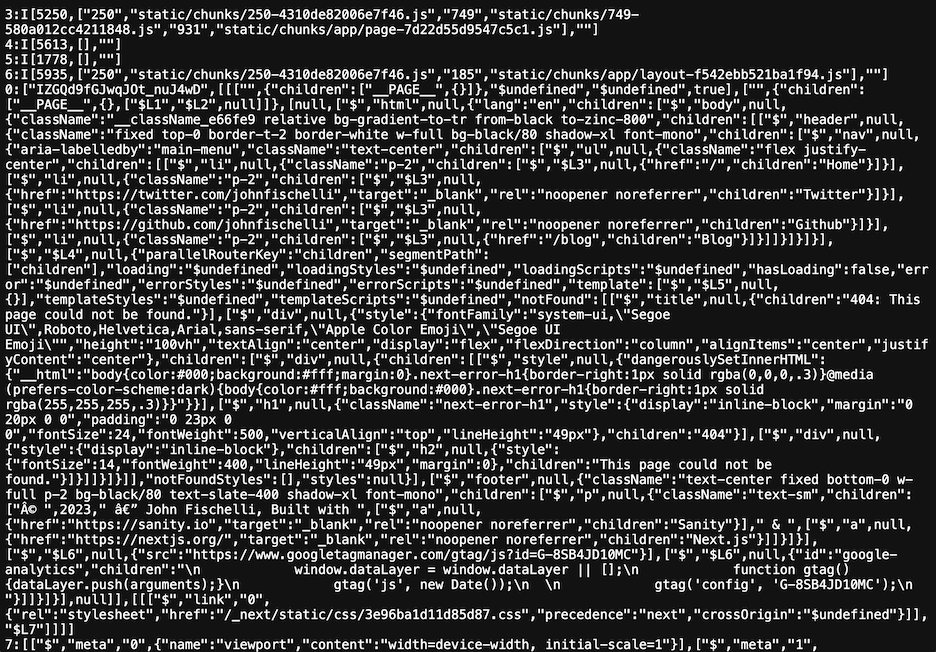 3:I[5250,["250","static/chunks/250-4310de82006e7f46.js","749","static/chunks/749-
580a012cc4211848.js","931","static/chunks/app/page-7d22d55d9547c5c1.js"],""]
4:I[5613,[],""]
5:I[1778,[],""]
6:I[5935,["250","static/chunks/250-4310de82006e7f46.js","185","static/chunks/app/layout-f542ebb521ba1f94.js"],""]
0:["IZGQd9fGJwqJOt_nuJ4wD",[[["",{"children":["__PAGE__",{}]},"$undefined","$undefined",true],["",{"children":
["__PAGE__",{},["$L1","$L2",null]]},[null,["$","html",null,{"lang":"en","children":["$","body",null,
{"className":"__className_e66fe9 relative bg-gradient-to-tr from-black to-zinc-800","children":[["$","header",null,
{"className":"fixed top-0 border-t-2 border-white w-full bg-black/80 shadow-xl font-mono","children":["$","nav",null,
{"aria-labelledby":"main-menu","className":"text-center","children":["$","ul",null,{"className":"flex justify-
center","children":[["$","li",null,{"className":"p-2","children":["$","$L3",null,{"href":"/","children":"Home"}]}],
["$","li",null,{"className":"p-2","children":["$","$L3",null,
{"href":"https://twitter.com/johnfischelli","target":"_blank","rel":"noopener noreferrer","children":"Twitter"}]}],
["$","li",null,{"className":"p-2","children":["$","$L3",null,
{"href":"https://github.com/johnfischelli","target":"_blank","rel":"noopener noreferrer","children":"Github"}]}],
["$","li",null,{"className":"p-2","children":["$","$L3",null,{"href":"/blog","children":"Blog"}]}]]}]}]}],
["$","$L4",null,{"parallelRouterKey":"children","segmentPath":
["children"],"loading":"$undefined","loadingStyles":"$undefined","loadingScripts":"$undefined","hasLoading":false,"err
or":"$undefined","errorStyles":"$undefined","errorScripts":"$undefined","template":["$","$L5",null,
{}],"templateStyles":"$undefined","templateScripts":"$undefined","notFound":[["$","title",null,{"children":"404: This
page could not be found."}],["$","div",null,{"style":{"fontFamily":"system-ui,\"Segoe
UI\",Roboto,Helvetica,Arial,sans-serif,\"Apple Color Emoji\",\"Segoe UI
Emoji\"","height":"100vh","textAlign":"center","display":"flex","flexDirection":"column","alignItems":"center","justif
yContent":"center"},"children":["$","div",null,{"children":[["$","style",null,{"dangerouslySetInnerHTML":
{"__html":"body{color:#000;background:#fff;margin:0}.next-error-h1{border-right:1px solid rgba(0,0,0,.3)}@media
(prefers-color-scheme:dark){body{color:#fff;background:#000}.next-error-h1{border-right:1px solid
rgba(255,255,255,.3)}}"}}],["$","h1",null,{"className":"next-error-h1","style":{"display":"inline-block","margin":"0
20px 0 0","padding":"0 23px 0
0","fontSize":24,"fontWeight":500,"verticalAlign":"top","lineHeight":"49px"},"children":"404"}],["$","div",null,
{"style":{"display":"inline-block"},"children":["$","h2",null,{"style":
{"fontSize":14,"fontWeight":400,"lineHeight":"49px","margin":0},"children":"This page could not be
found."}]}]]}]}]],"notFoundStyles":[],"styles":null}],["$","footer",null,{"className":"text-center fixed bottom-0 w-
full p-2 bg-black/80 text-slate-400 shadow-xl font-mono","children":["$","p",null,{"className":"text-sm","children":
["Â© ",2023," â€" John Fischelli, Built with ",["$","a",null,
{"href":"https://sanity.io","target":"_blank","rel":"noopener noreferrer","children":"Sanity"}]," & ",["$","a",null,
{"href":"https://nextjs.org/","target":"_blank","rel":"noopener noreferrer","children":"Next.js"}]]}]}],
["$","$L6",null,{"src":"https://www.googletagmanager.com/gtag/js?id=G-8SB4JD10MC"}],["$","$L6",null,{"id":"google-
analytics","children":"\n          window.dataLayer = window.dataLayer || [];\n          function gtag()
{dataLayer.push(arguments);}\n          gtag('js', new Date());\n  \n          gtag('config', 'G-8SB4JD10MC');\n
"}]]}]}],null]],[[["$","link","0",
{"rel":"stylesheet","href":"/_next/static/css/3e96ba1d11d85d87.css","precedence":"next","crossOrigin":"$undefined"}]],
"$L7"]]]]
7:[["$","meta","0",{"name":"viewport","content":"width=device-width, initial-scale=1"}],["$","meta","1",